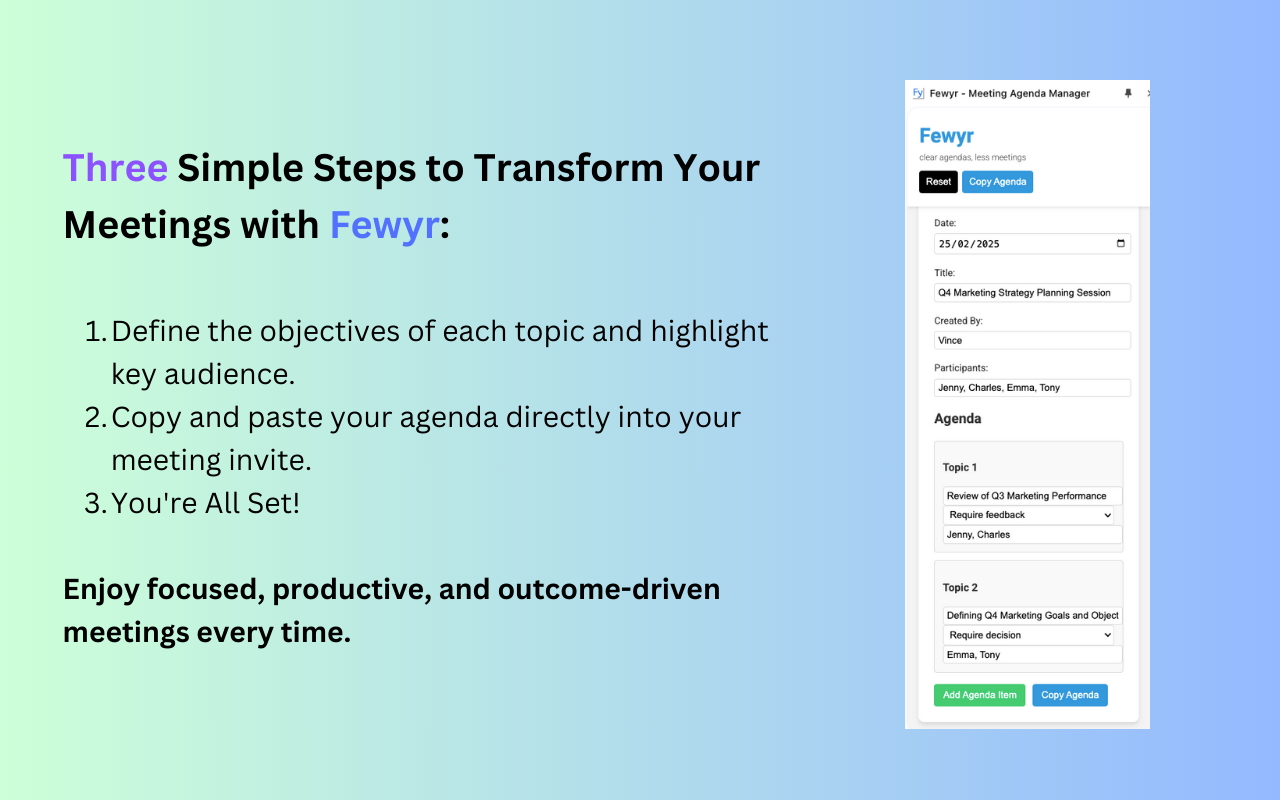 Three Simple Steps to Transform Your
Meetings with Fewyr:
1. Define the objectives of each topic and highlight
key audience.
2. Copy and paste your agenda directly into your
meeting invite.
3. You're All Set!
Enjoy focused, productive, and outcome-driven
meetings every time.
Fy Fewyr - Meeting Agenda Manager
Fewyr
clear agendas, less meetings
Reset Copy Agenda
Date:
25/02/2025
Title:
Q4 Marketing Strategy Planning Session
Created By:
Vince
Participants:
Jenny, Charles, Emma, Tony
Agenda
Topic 1
Review of Q3 Marketing Performance
Require feedback
Jenny, Charles
Topic 2
Defining Q4 Marketing Goals and Object
Require decision
Emma, Tony
Add Agenda Item Copy Agenda